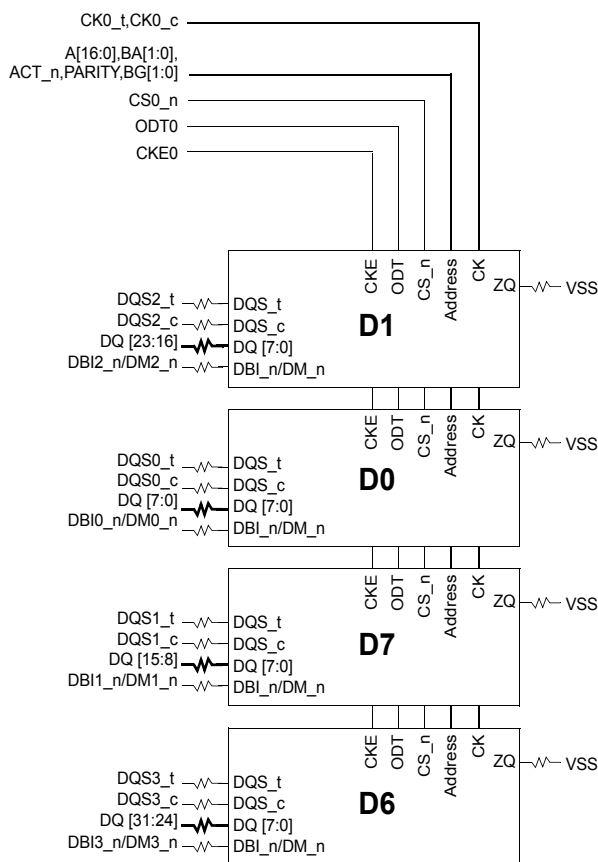 CK0_t,CK0_c
A[16:0],BA[1:0],
ACT_n,PARITY,BG[1:0]
CS0_n
ODT0
CKE0
CKE
ODT
CS_n
Address
CK
ZQ
VSS
D1
DQS2_t
DQS_t
DQS2_c
DQS_c
DQ [23:16]
DQ [7:0]
DBI2_n/DM2_n
DBI_n/DM_n
CKE
ODT
CS_n
Address
CK
ZQ
VSS
D0
DQS0_t
DQS_t
DQS0_c
DQS_c
DQ [7:0]
DQ [7:0]
DBI0_n/DM0_n
DBI_n/DM_n
CKE
ODT
CS_n
Address
CK
ZQ
VSS
D7
DQS1_t
DQS_t
DQS1_c
DQS_c
DQ [15:8]
DQ [7:0]
DBI1_n/DM1_n
DBI_n/DM_n
CKE
ODT
CS_n
Address
CK
ZQ
VSS
D6
DQS3_t
DQS_t
DQS3_c
DQS_c
DQ [31:24]
DQ [7:0]
DBI3_n/DM3_n
DBI_n/DM_n